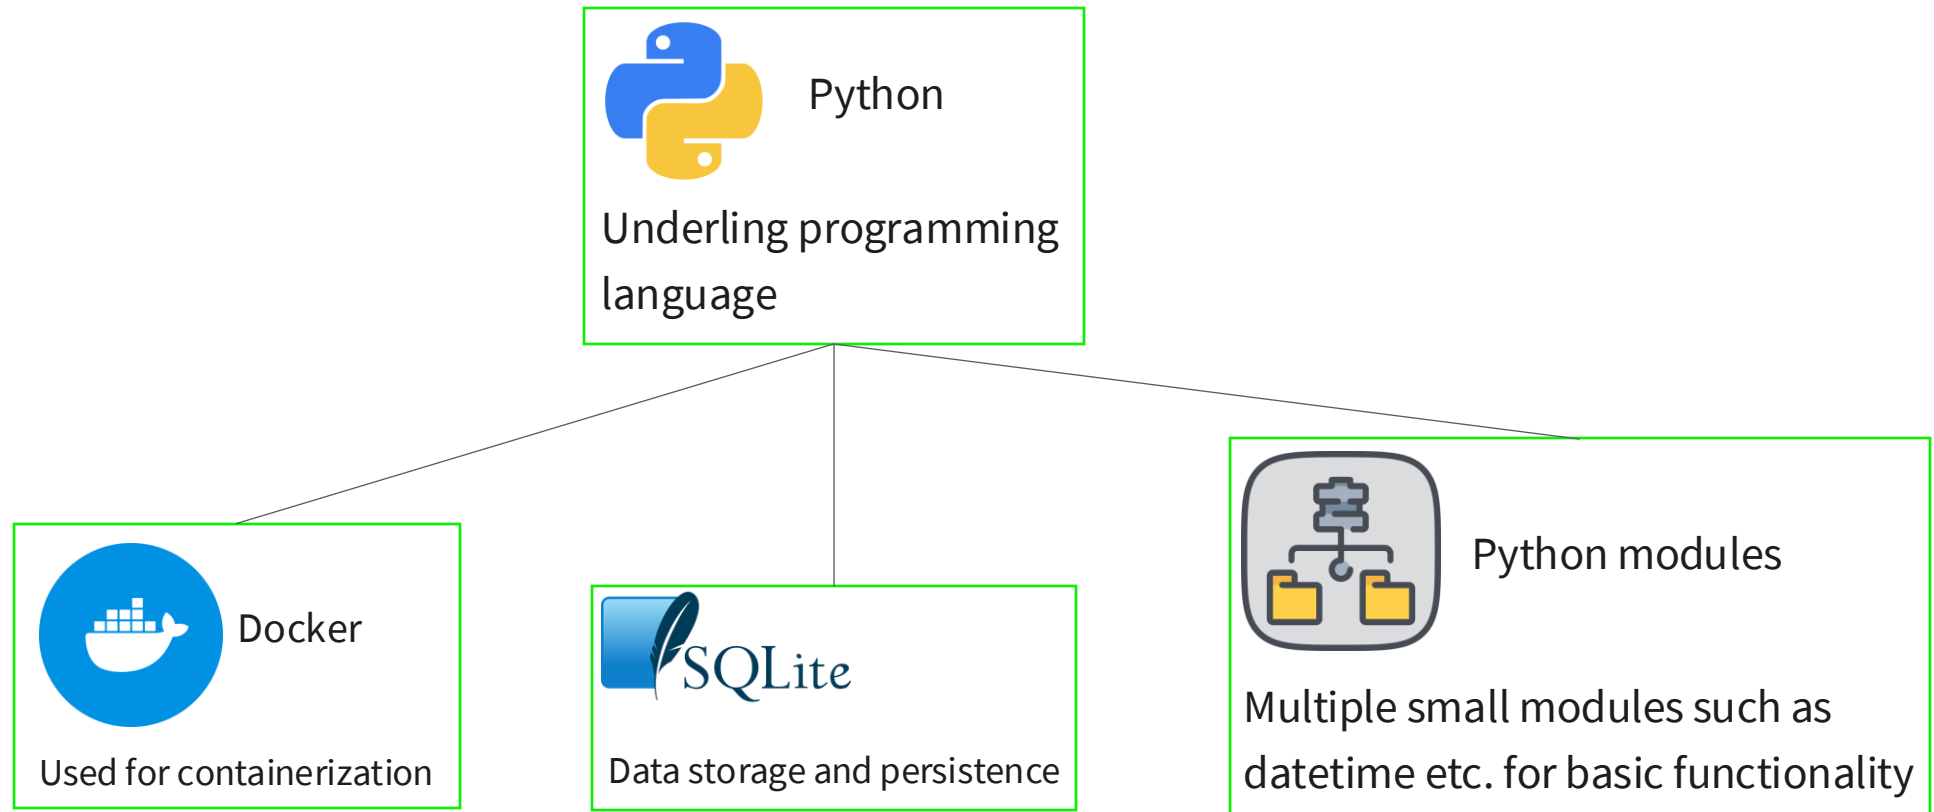 Python
Underling programming
language
Docker
Used for containerization
SQLite
Data storage and persistence
Python modules
Multiple small modules such as
datetime etc. for basic functionality